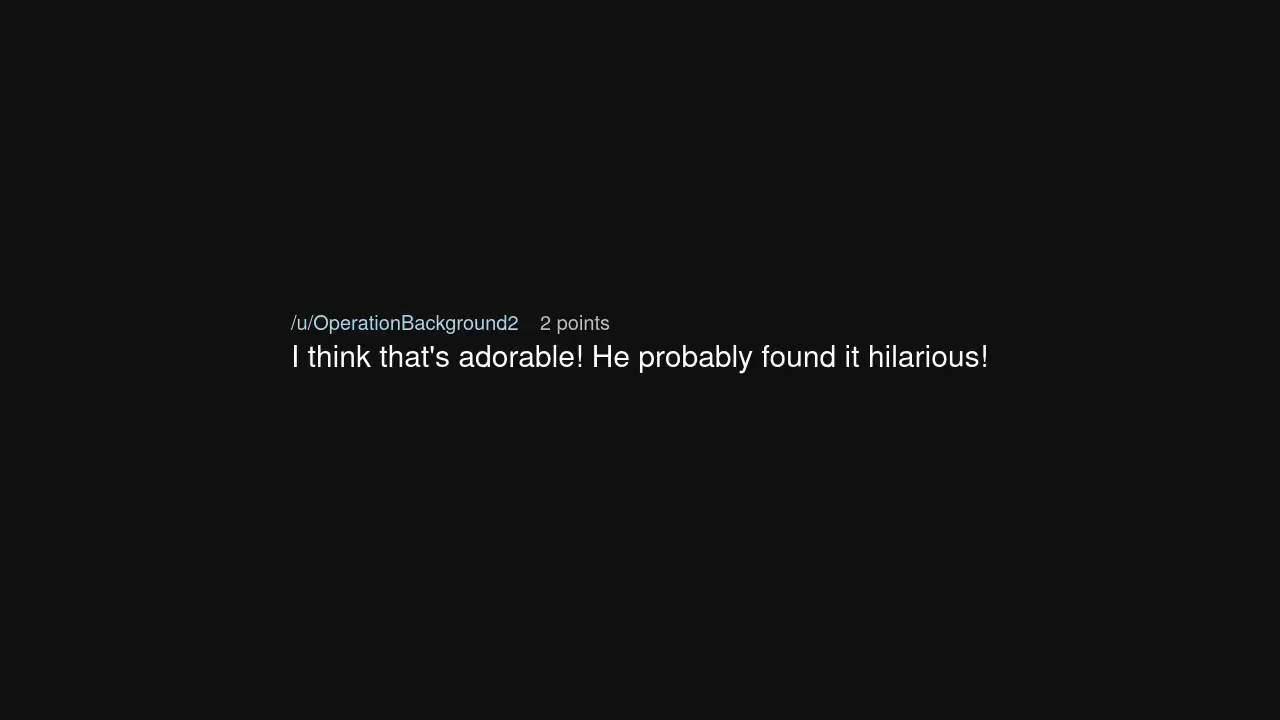 /u/OperationBackground2 2 points
I think that's adorable! He probably found it hilarious!